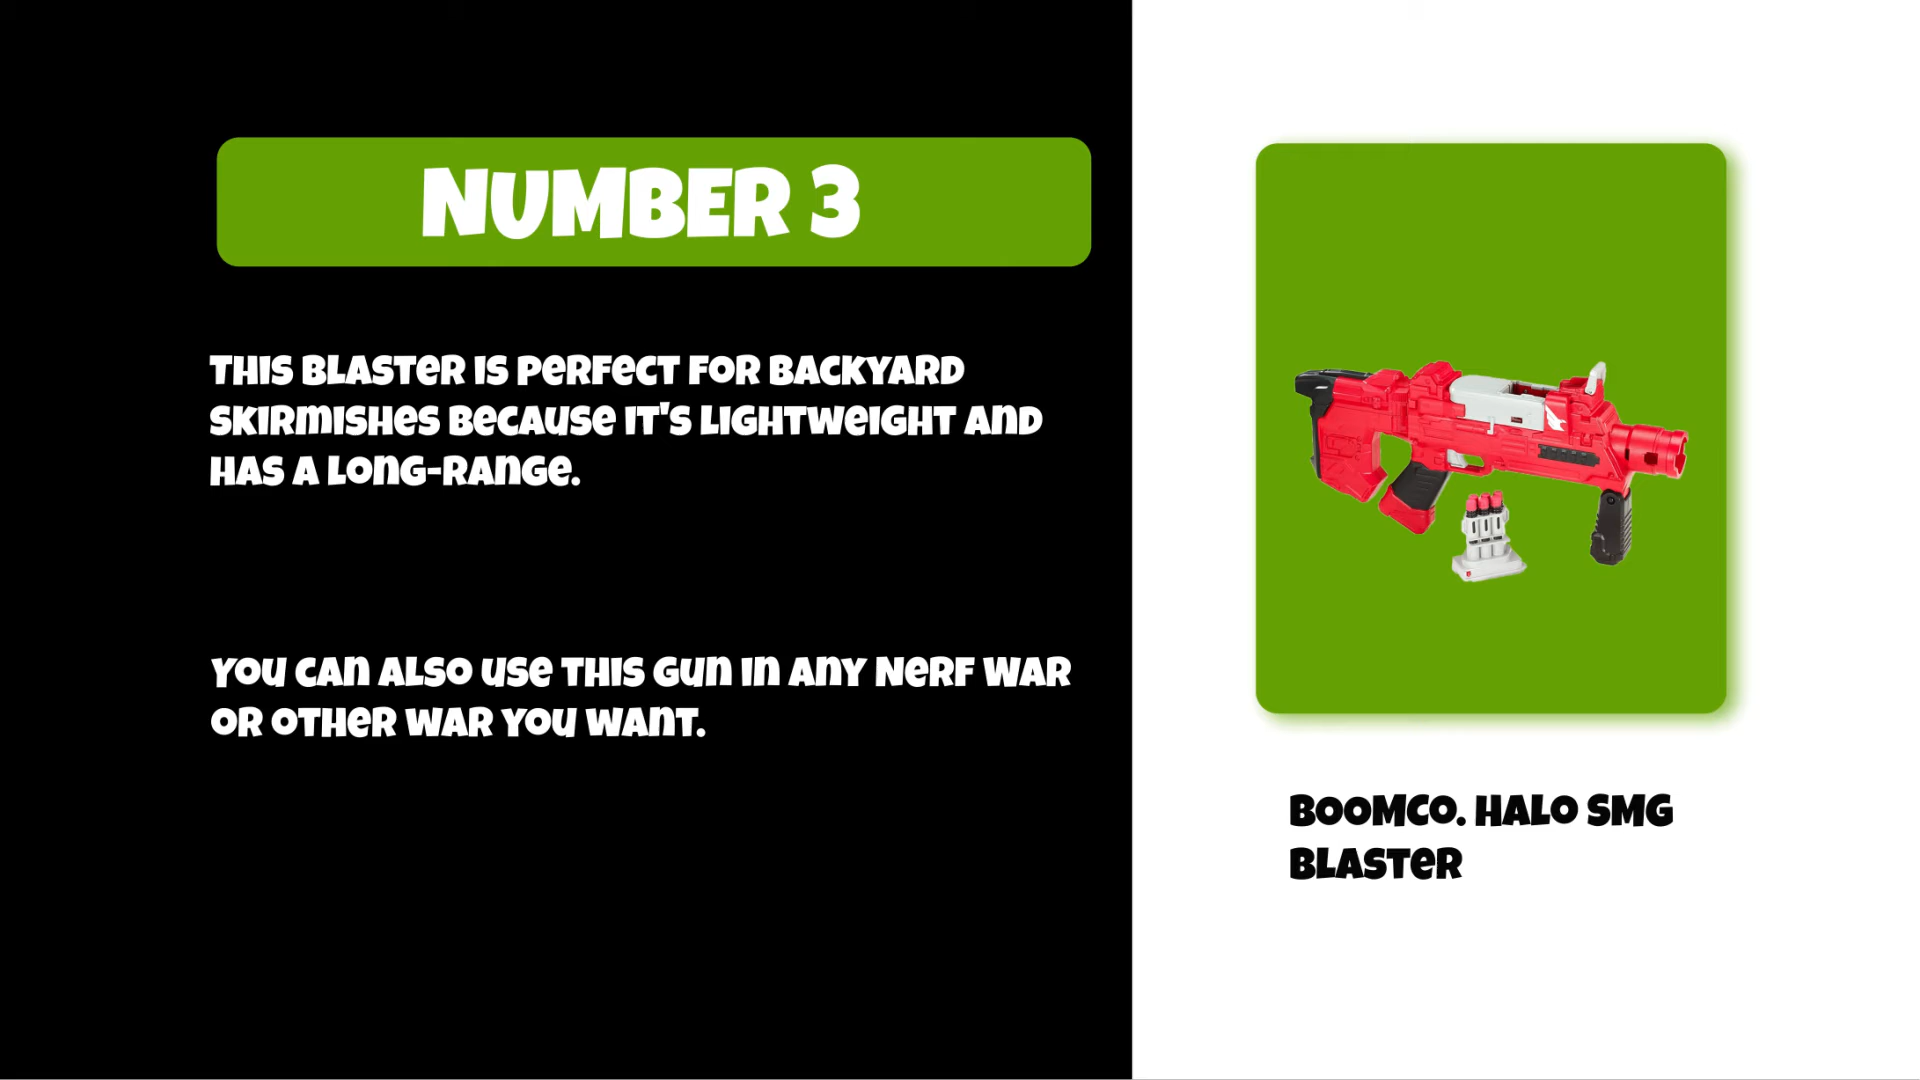 NUMBER 3
THIS BLASTER IS PERFECT FOR BACKYARD
SKIRMISHES BECAUSE IT'S LIGHTWEIGHT AND
HAS A LONG-RANGE.
YOU CAN ALSO USE THIS GUN IN ANY NERF WAR
OR OTHER WAR YOU WANT.
BOOMCO. HALO SMG
BLASTER